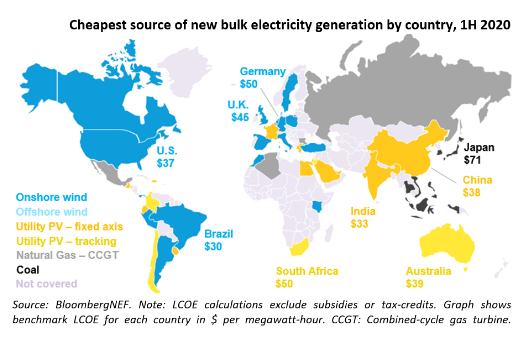 Cheapest source of new bulk electricity generation by country, 1H 2020
Germany
$50
U.K.
$45
U.S.
$37
Japan
$71
China
$38
India
$33
Brazil
$30
South Africa
$50
Australia
$39
Onshore wind
Offshore wind
Utility PV – fixed axis
Utility PV – tracking
Natural Gas – CCGT
Coal
Not covered
Source: BloombergNEF. Note: LCOE calculations exclude subsidies or tax-credits. Graph shows
benchmark LCOE for each country in $ per megawatt-hour. CCGT: Combined-cycle gas turbine.